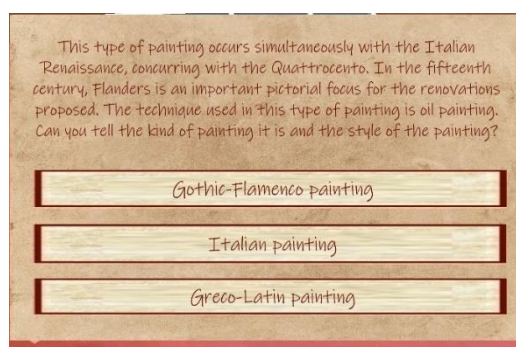 This type of painting occurs simultaneously with the Italian
Renaissance, concurring with the Quattrocento. In the fifteenth
century, Flanders is an important pictorial focus for the renovations
proposed. The technique used in this type of painting is oil painting.
Can you tell the kind of painting it is and the style of the painting?
Gothic-Flamenco painting
Italian painting
Greco-Latin painting